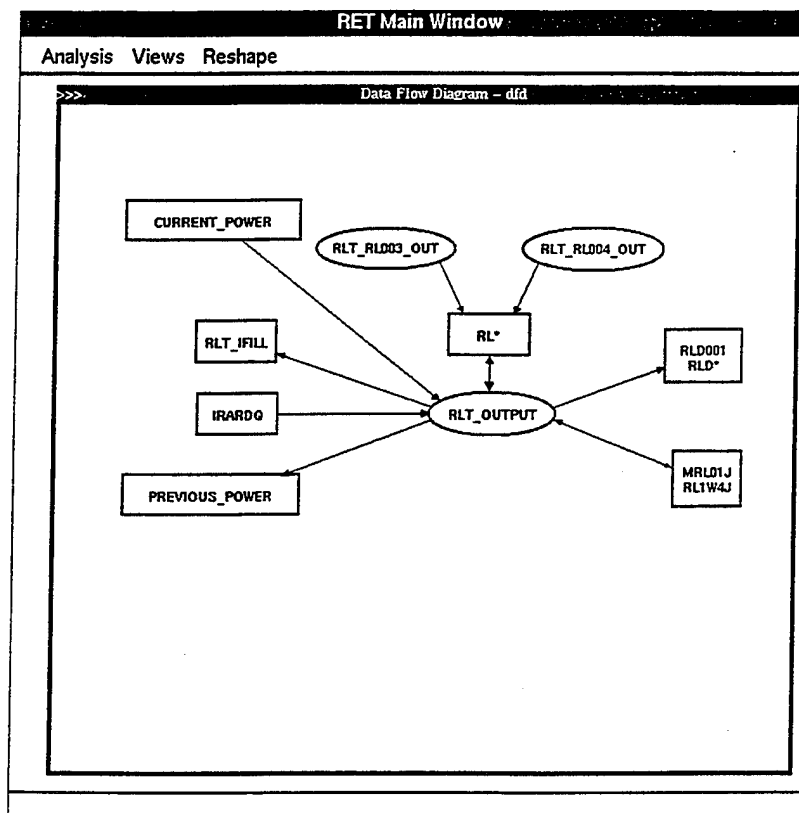 RET Main Window
Analysis Views Reshape
>>> Data Flow Diagram – dfd
CURRENT_POWER
RLT_RL003_OUT
RLT_RL004_OUT
RL*
RLT_IFILL
RLD001
RLD*
IRARDQ
RLT_OUTPUT
MRL01J
RL1W4J
PREVIOUS_POWER